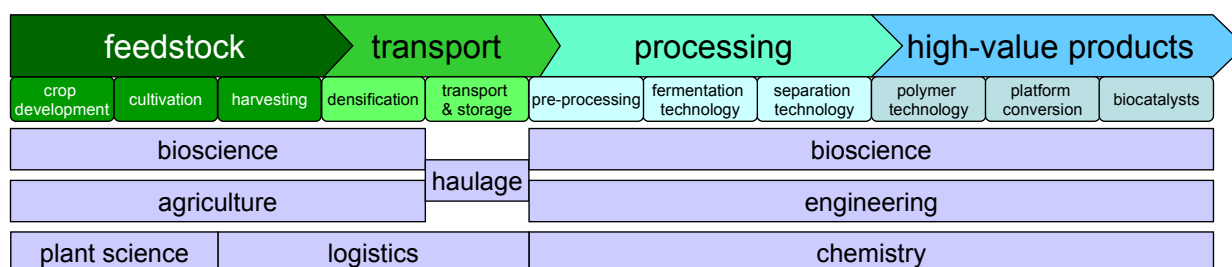 feedstock transport processing high-value products
crop development cultivation harvesting densification transport & storage pre-processing fermentation technology separation technology polymer technology platform conversion biocatalysts
bioscience bioscience
haulage
agriculture engineering
plant science logistics chemistry